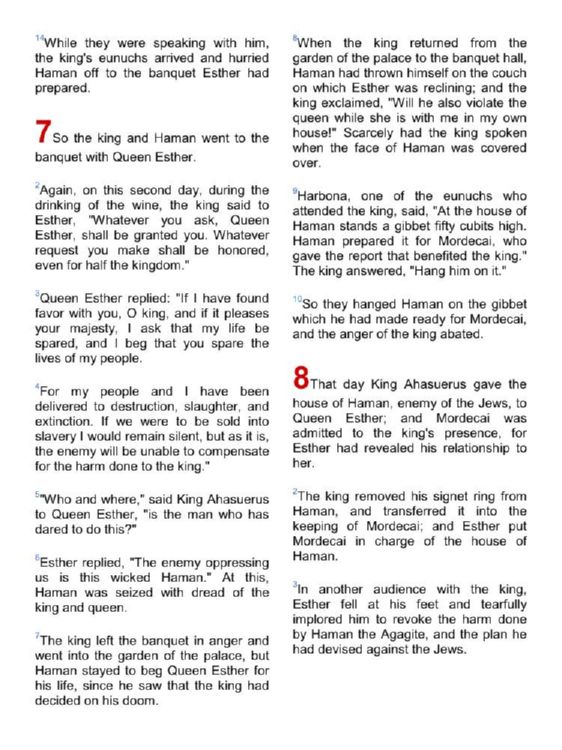 14While they were speaking with him,
the king's eunuchs arrived and hurried
Haman off to the banquet Esther had
prepared.
7 So the king and Haman went to the
banquet with Queen Esther.
2Again, on this second day, during the
drinking of the wine, the king said to
Esther, "Whatever you ask, Queen
Esther, shall be granted you. Whatever
request you make shall be honored,
even for half the kingdom."
3Queen Esther replied: "If I have found
favor with you, O king, and if it pleases
your majesty, I ask that my life be
spared, and I beg that you spare the
lives of my people.
4For my people and I have been
delivered to destruction, slaughter, and
extinction. If we were to be sold into
slavery I would remain silent, but as it is,
the enemy will be unable to compensate
for the harm done to the king."
5"Who and where," said King Ahasuerus
to Queen Esther, "is the man who has
dared to do this?"
6Esther replied, "The enemy oppressing
us is this wicked Haman." At this,
Haman was seized with dread of the
king and queen.
7The king left the banquet in anger and
went into the garden of the palace, but
Haman stayed to beg Queen Esther for
his life, since he saw that the king had
decided on his doom.
8When the king returned from the
garden of the palace to the banquet hall,
Haman had thrown himself on the couch
on which Esther was reclining; and the
king exclaimed, "Will he also violate the
queen while she is with me in my own
house!" Scarcely had the king spoken
when the face of Haman was covered
over.
9Harbona, one of the eunuchs who
attended the king, said, "At the house of
Haman stands a gibbet fifty cubits high.
Haman prepared it for Mordecai, who
gave the report that benefited the king."
The king answered, "Hang him on it."
10So they hanged Haman on the gibbet
which he had made ready for Mordecai,
and the anger of the king abated.
8 That day King Ahasuerus gave the
house of Haman, enemy of the Jews, to
Queen Esther; and Mordecai was
admitted to the king's presence, for
Esther had revealed his relationship to
her.
2The king removed his signet ring from
Haman, and transferred it into the
keeping of Mordecai; and Esther put
Mordecai in charge of the house of
Haman.
3In another audience with the king,
Esther fell at his feet and tearfully
implored him to revoke the harm done
by Haman the Agagite, and the plan he
had devised against the Jews.